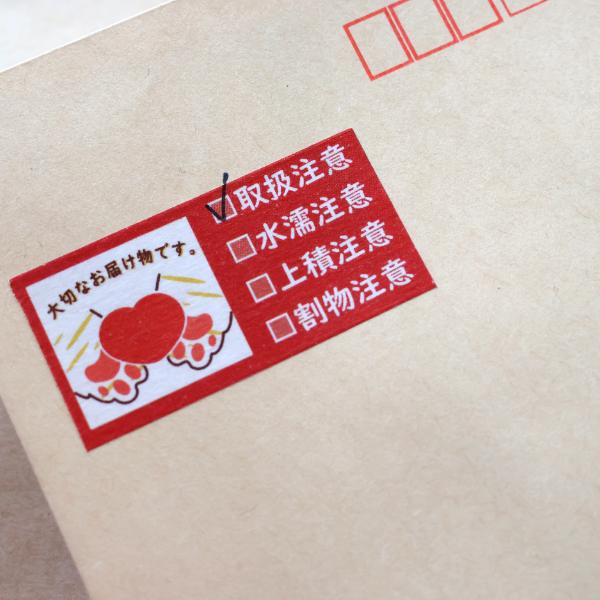 大切なお届け物です。
取扱注意
水濡注意
上積注意
割物注意